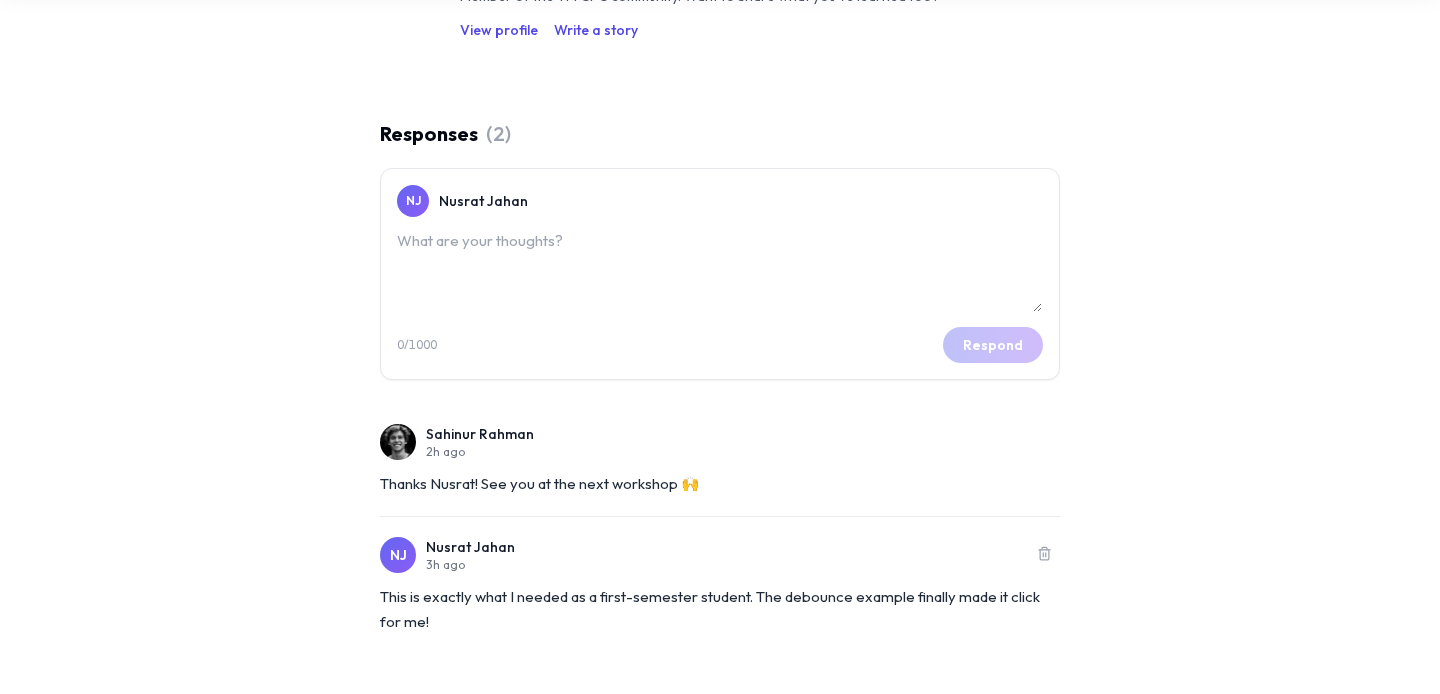 View profile Write a story
Responses (2)
NJ Nusrat Jahan
What are your thoughts?
0/1000 Respond
Sahinur Rahman
2h ago
Thanks Nusrat! See you at the next workshop 🙌
NJ Nusrat Jahan
3h ago
This is exactly what I needed as a first-semester student. The debounce example finally made it click
for me!